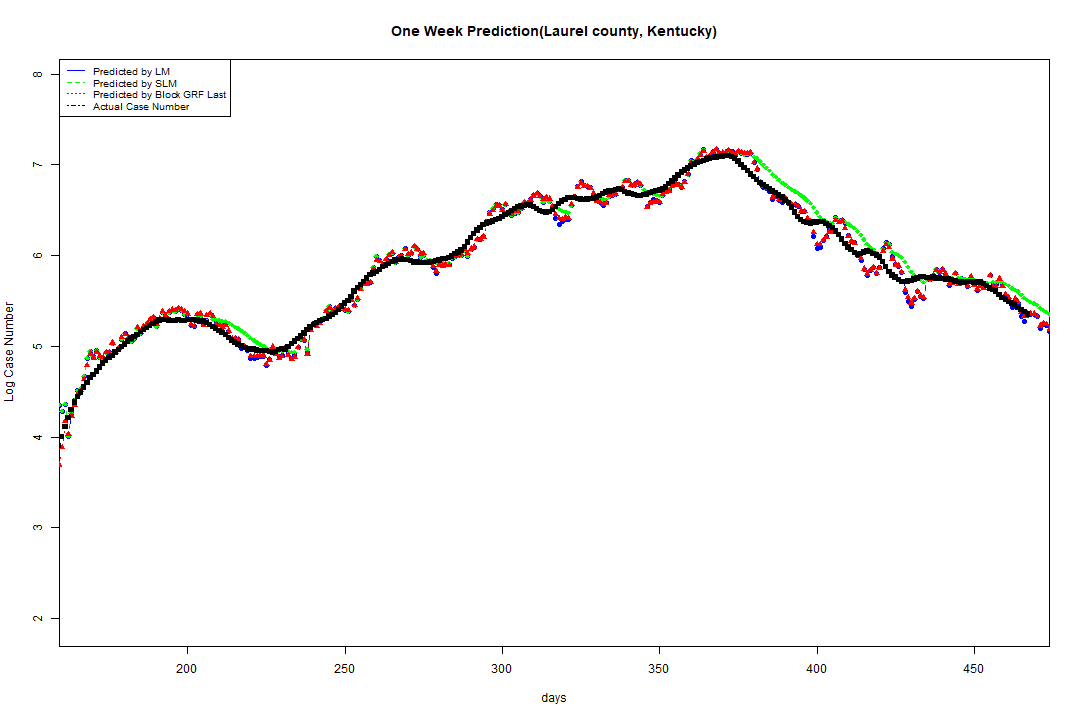 One Week Prediction(Laurel county, Kentucky)
Predicted by LM
Predicted by SLM
Predicted by Block GRF Last
Actual Case Number
8
7
6
5
4
3
2
Log Case Number
200 250 300 350 400 450
days